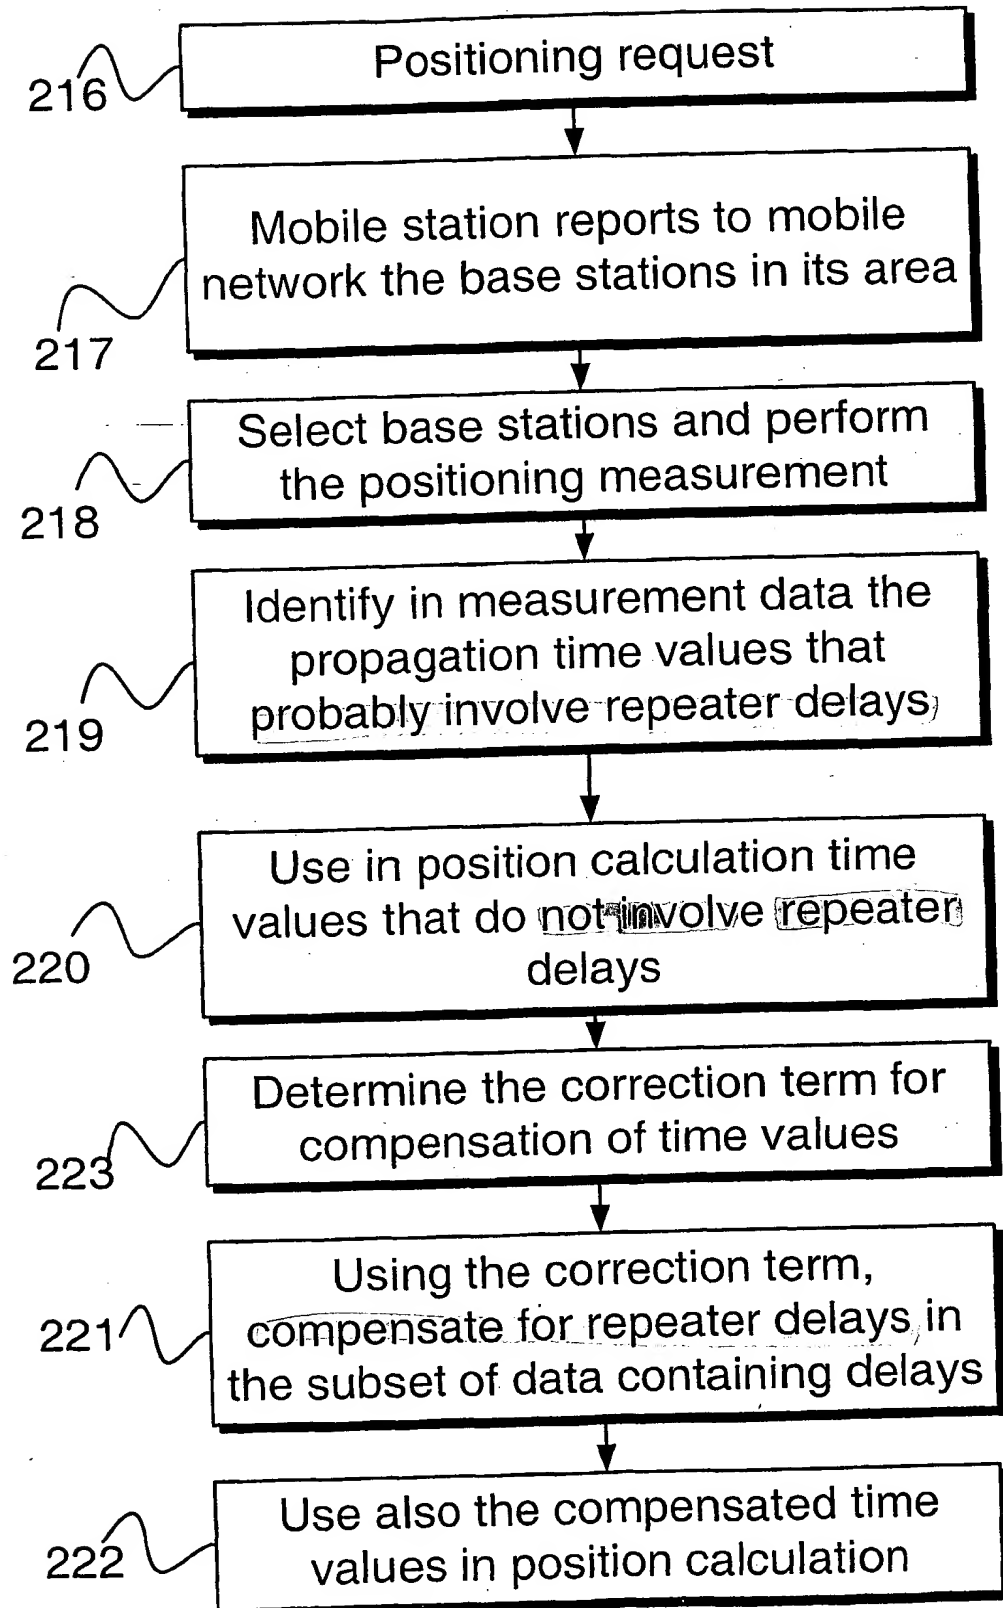 Positioning request
216
Mobile station reports to mobile
network the base stations in its area
217
Select base stations and perform
the positioning measurement
218
Identify in measurement data the
propagation time values that
probably involve repeater delays
219
Use in position calculation time
values that do not involve repeater
delays
220
Determine the correction term for
compensation of time values
223
Using the correction term,
compensate for repeater delays in
the subset of data containing delays
221
Use also the compensated time
values in position calculation
222